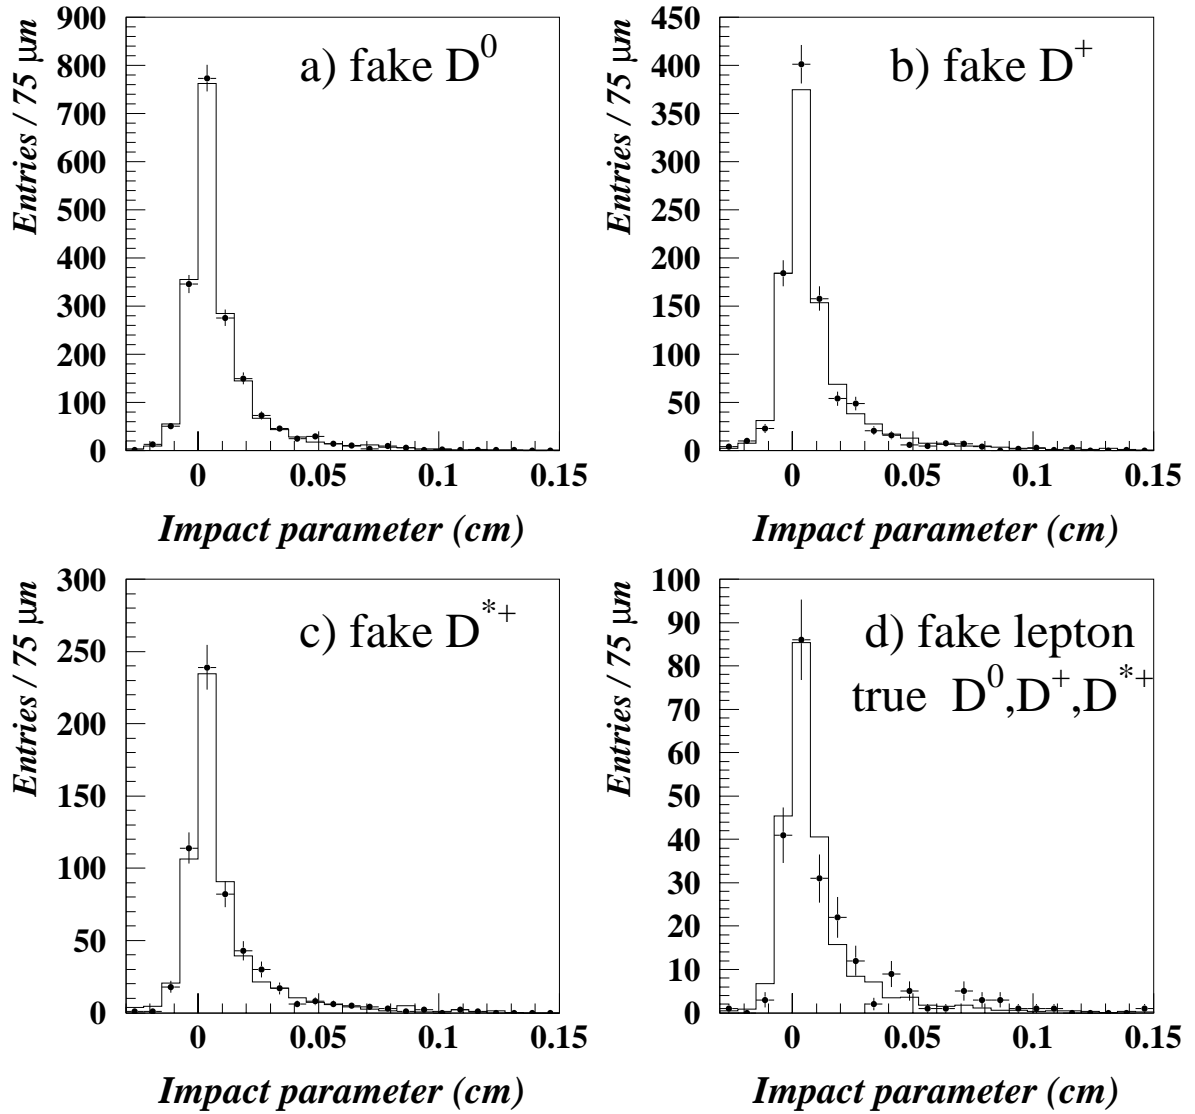 Entries / 75 μm
900
800
700
600
500
400
300
200
100
0
a) fake D⁰
0 0.05 0.1 0.15
Impact parameter (cm)
Entries / 75 μm
450
400
350
300
250
200
150
100
50
0
b) fake D⁺
0 0.05 0.1 0.15
Impact parameter (cm)
Entries / 75 μm
300
250
200
150
100
50
0
c) fake D*⁺
0 0.05 0.1 0.15
Impact parameter (cm)
Entries / 75 μm
100
90
80
70
60
50
40
30
20
10
0
d) fake lepton
true D⁰,D⁺,D*⁺
0 0.05 0.1 0.15
Impact parameter (cm)